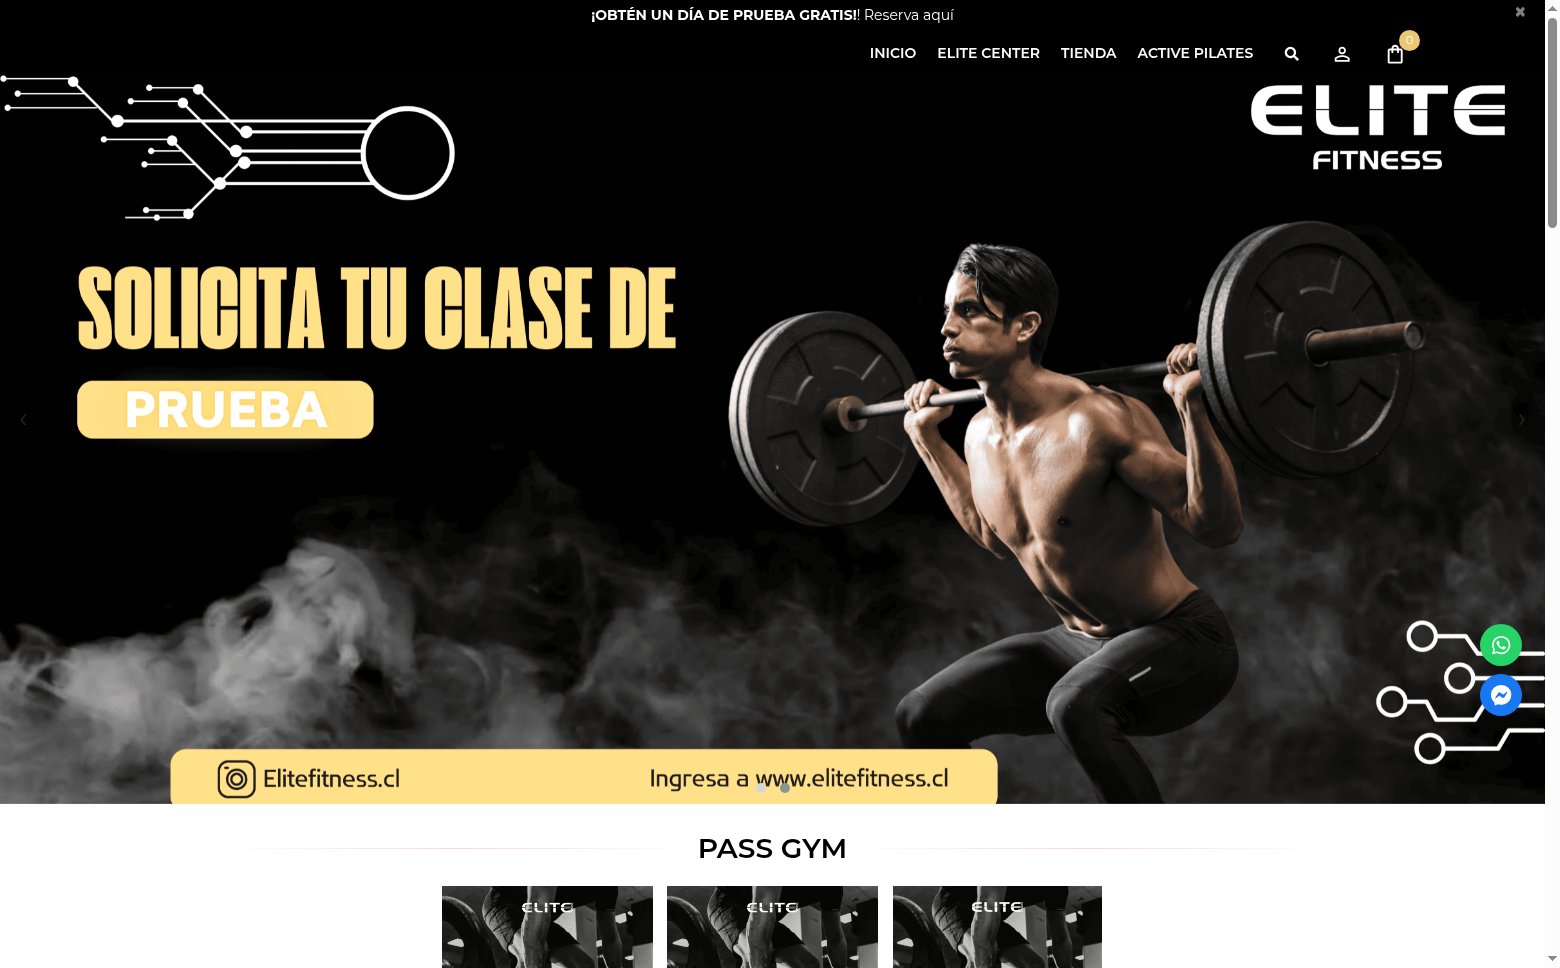 ¡OBTÉN UN DÍA DE PRUEBA GRATIS!! Reserva aquí
INICIO ELITE CENTER TIENDA ACTIVE PILATES
0
ELITE
FITNESS
SOLICITA TU CLASE DE
PRUEBA
Elitefitness.cl
Ingresa a www.elitefitness.cl
PASS GYM
ELITE
ELITE
ELITE